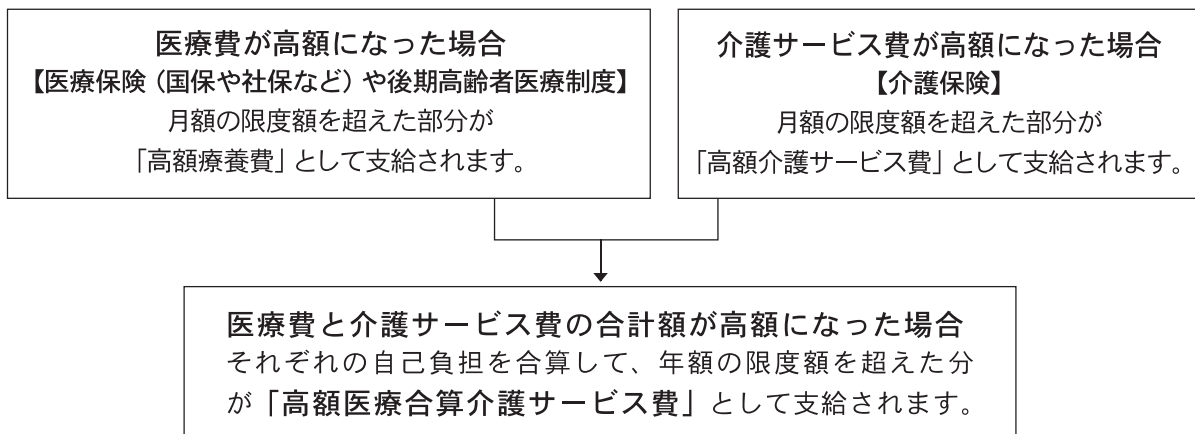 医療費が高額になった場合
【医療保険（国保や社保など）や後期高齢者医療制度】
月額の限度額を超えた部分が
「高額療養費」として支給されます。
介護サービス費が高額になった場合
【介護保険】
月額の限度額を超えた部分が
「高額介護サービス費」として支給されます。
医療費と介護サービス費の合計額が高額になった場合
それぞれの自己負担を合算して、年額の限度額を超えた分
が「高額医療合算介護サービス費」として支給されます。